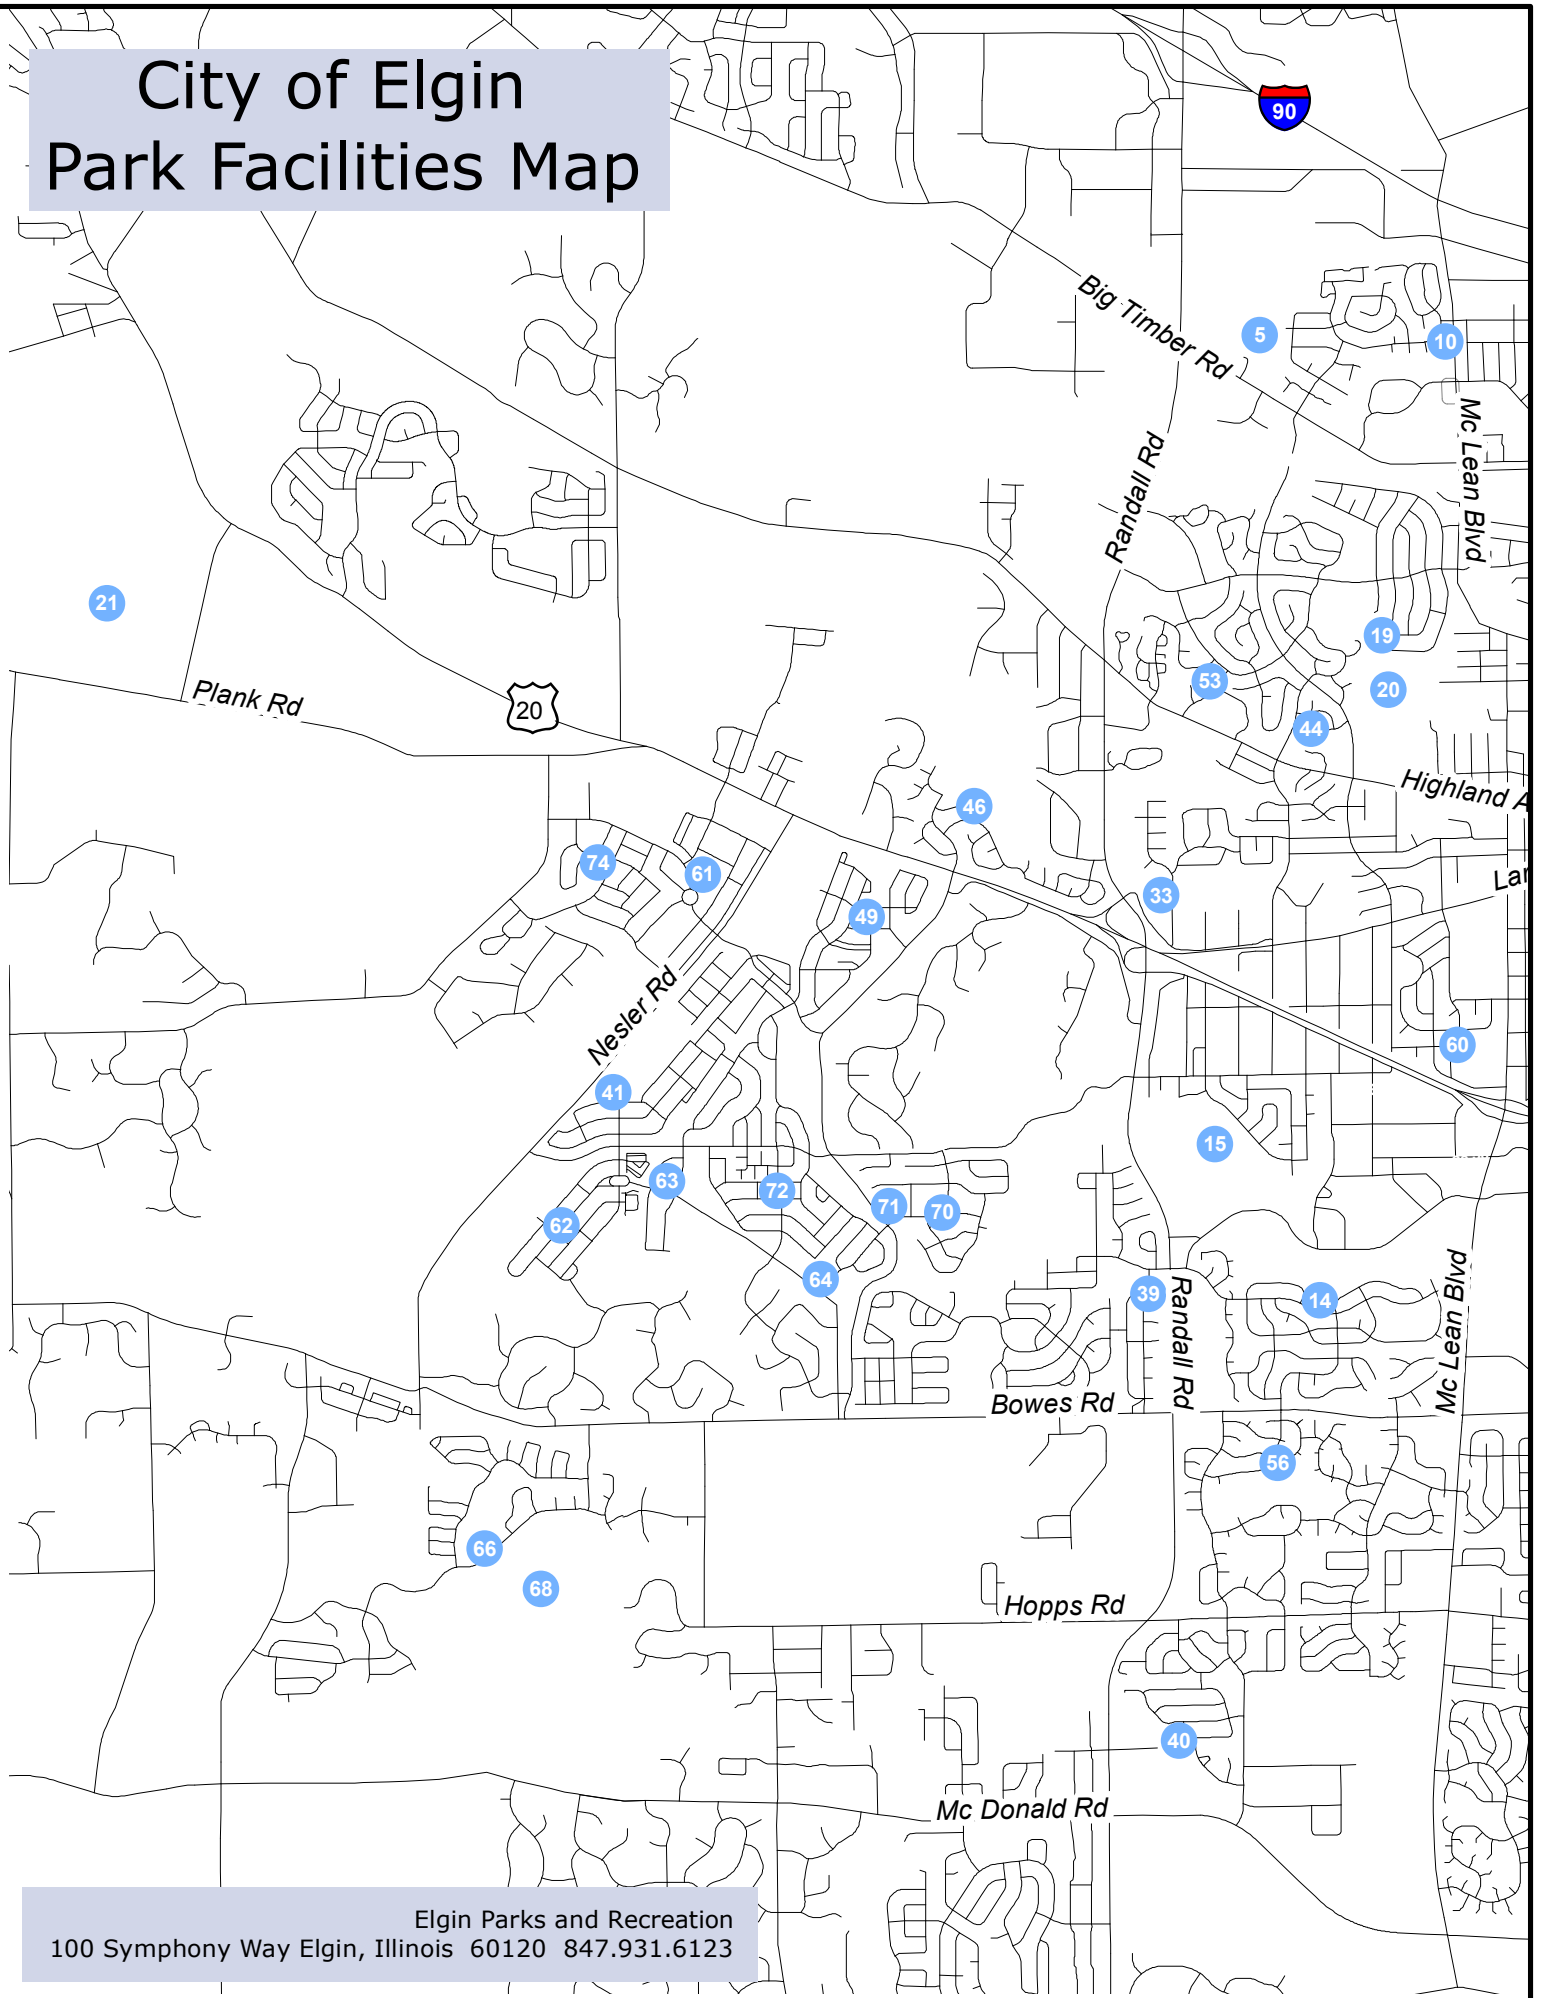 City of Elgin
Park Facilities Map
90
Big Timber Rd
5
10
Mc Lean Blvd
Randall Rd
21
19
53
20
Plank Rd
20
44
Highland A
46
74
61
Lar
33
49
Nesler Rd
60
41
15
63
72
71
70
62
64
39
14
Randall Rd
Mc Lean Blvd
Bowes Rd
56
66
68
Hopps Rd
40
Mc Donald Rd
Elgin Parks and Recreation
100 Symphony Way Elgin, Illinois 60120 847.931.6123